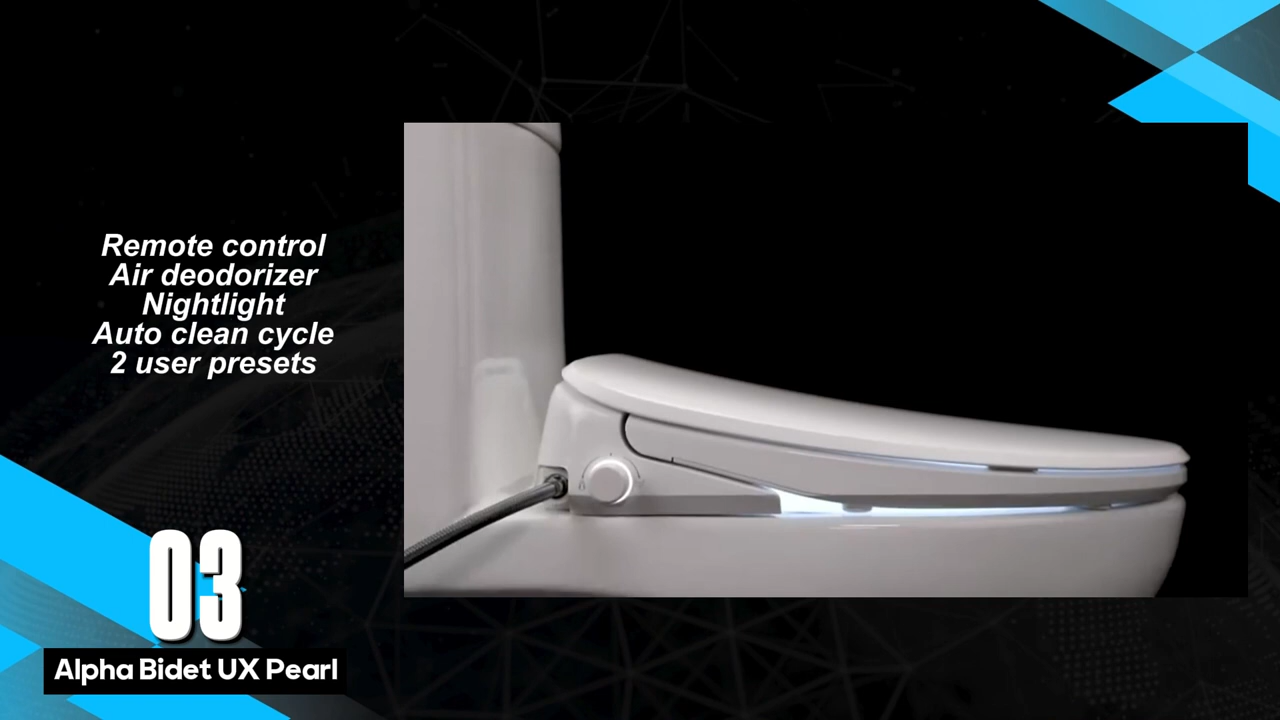 Remote control
Air deodorizer
Nightlight
Auto clean cycle
2 user presets
03
Alpha Bidet UX Pearl